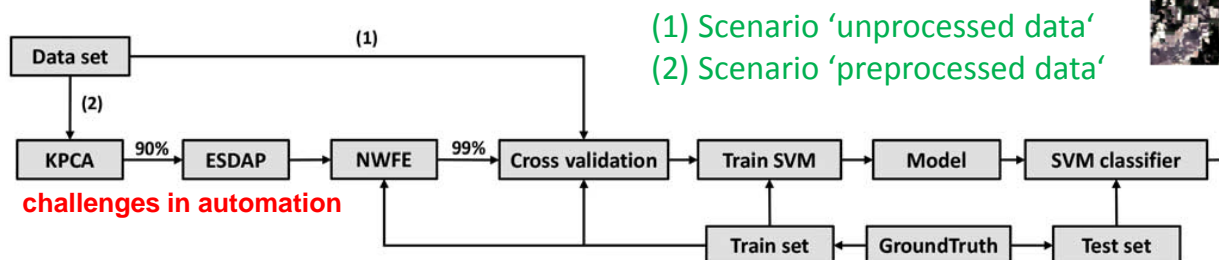 (1) Scenario ‘unprocessed data‘
(2) Scenario ‘preprocessed data‘
Data set
(1)
(2)
KPCA
90%
ESDAP
NWFE
99%
Cross validation
Train SVM
Model
SVM classifier
challenges in automation
Train set
GroundTruth
Test set